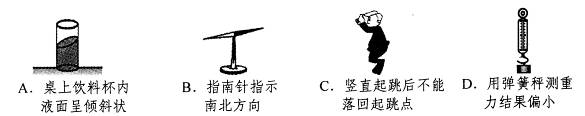 A．桌上饮料杯内
液面呈倾斜状
B．指南针指示
南北方向
C．竖直起跳后不能
落回起跳点
D．用弹簧秤测重
力结果偏小